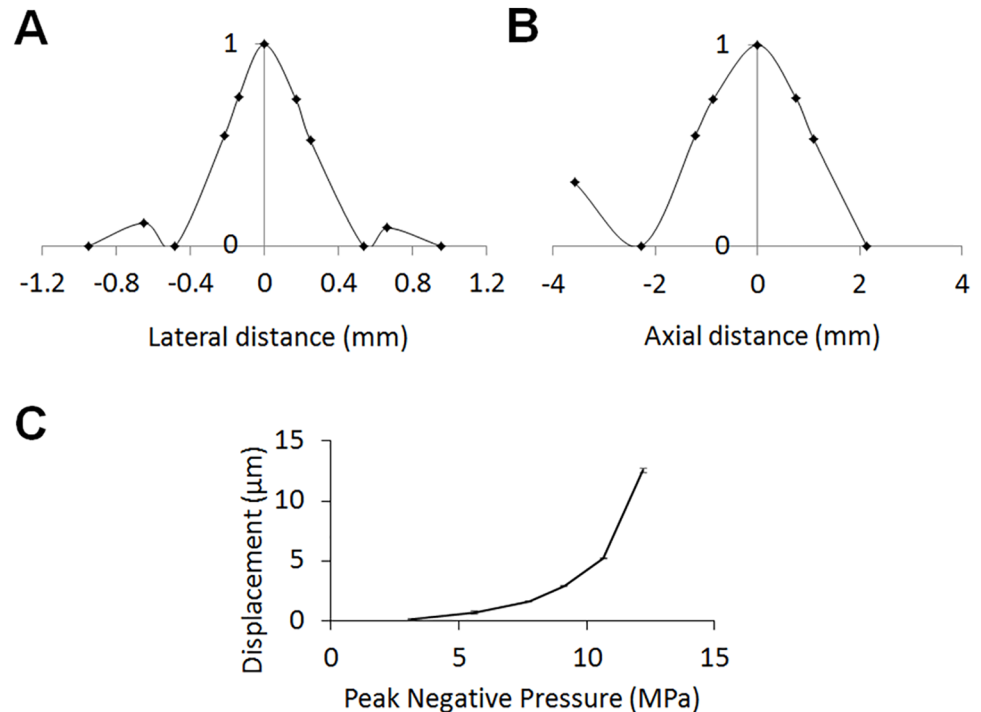 A
1
0
-1.2 -0.8 -0.4 0 0.4 0.8 1.2
Lateral distance (mm)
B
1
0
-4 -2 0 2 4
Axial distance (mm)
C
Displacement (μm)
15
10
5
0
0 5 10 15
Peak Negative Pressure (MPa)